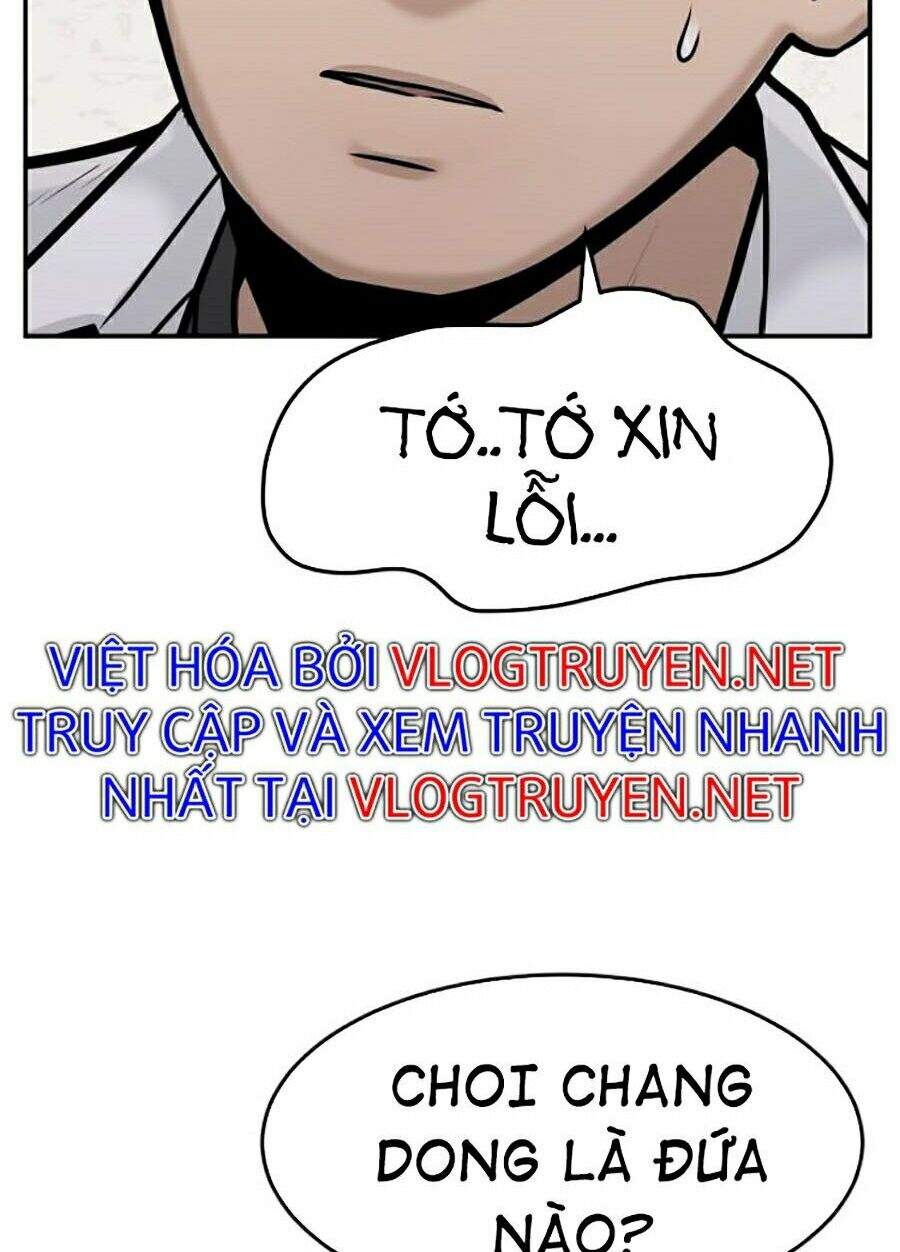 TỚ..TỚ XIN
LỖI...
VIỆT HÓA BỞI VLOGTRUYEN.NET
TRUY CẬP VÀ XEM TRUYỆN NHANH
NHẤT TẠI VLOGTRUYEN.NET
CHOI CHANG
DONG LÀ ĐỨA
NÀO?